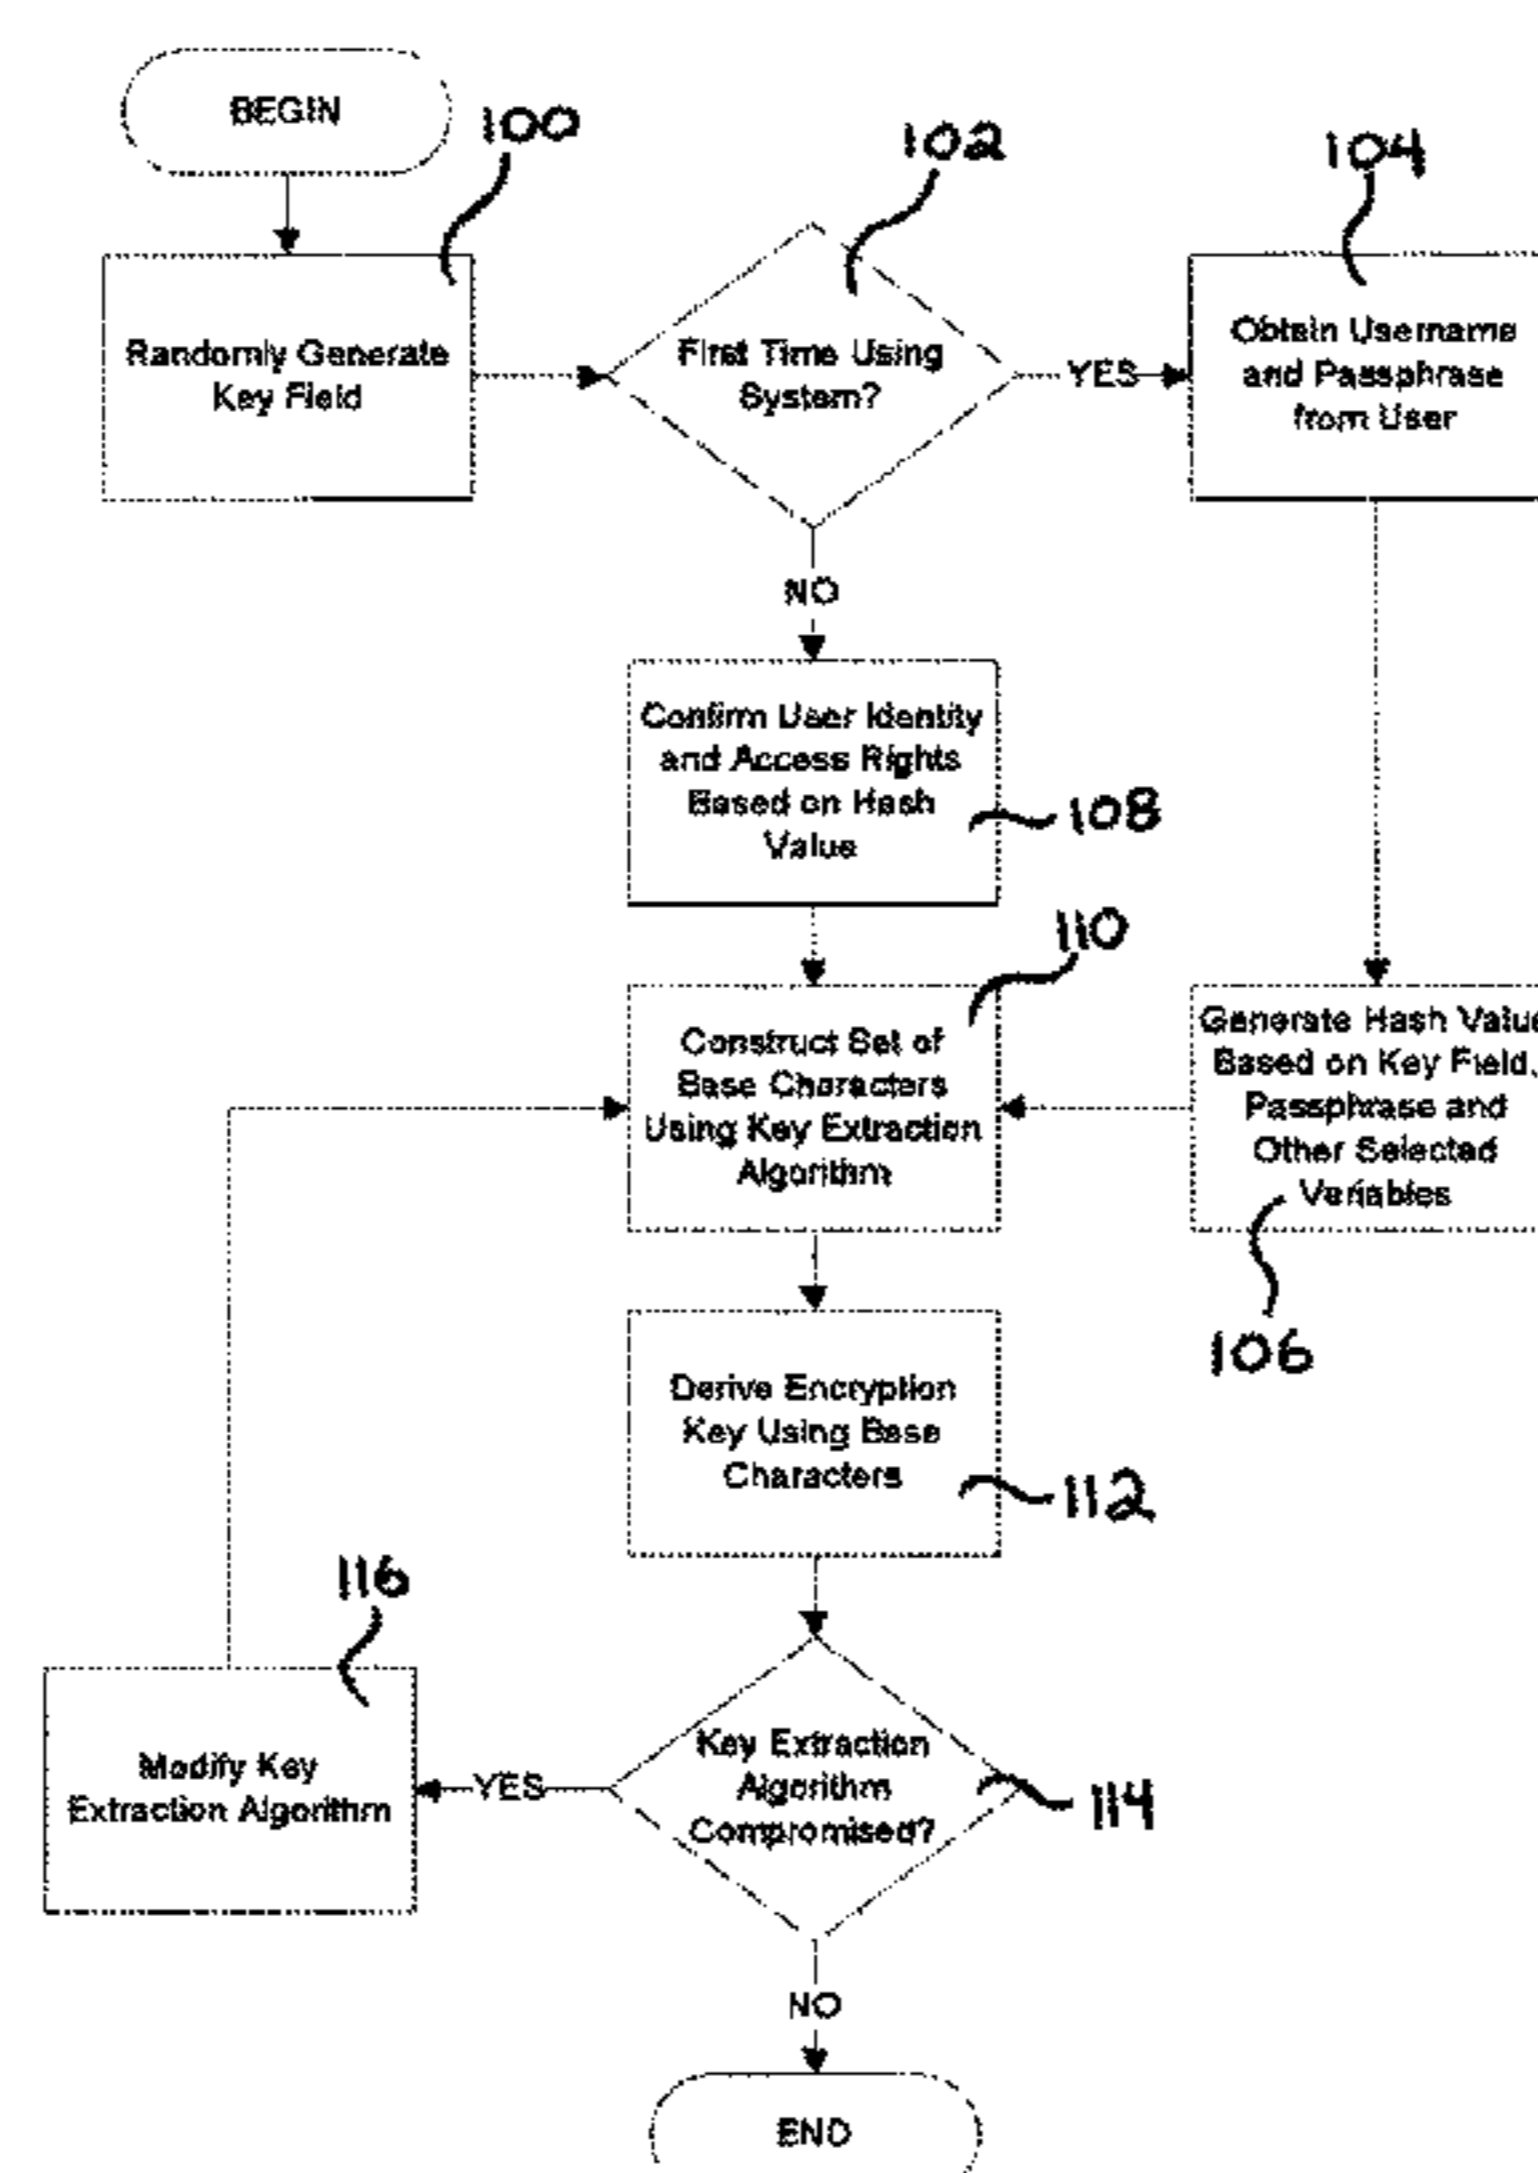 BEGIN
100
102
104
Randomly Generate
Key Field
First Time Using
System?
YES
Obtain Username
and Passphrase
from User
NO
Confirm User Identity
and Access Rights
Based on Hash
Value
108
110
Construct Set of
Base Characters
Using Key Extraction
Algorithm
Generate Hash Value
Based on Key Field,
Passphrase and
Other Selected
Variables
106
Derive Encryption
Key Using Base
Characters
112
116
Modify Key
Extraction Algorithm
YES
Key Extraction
Algorithm
Compromised?
114
NO
END